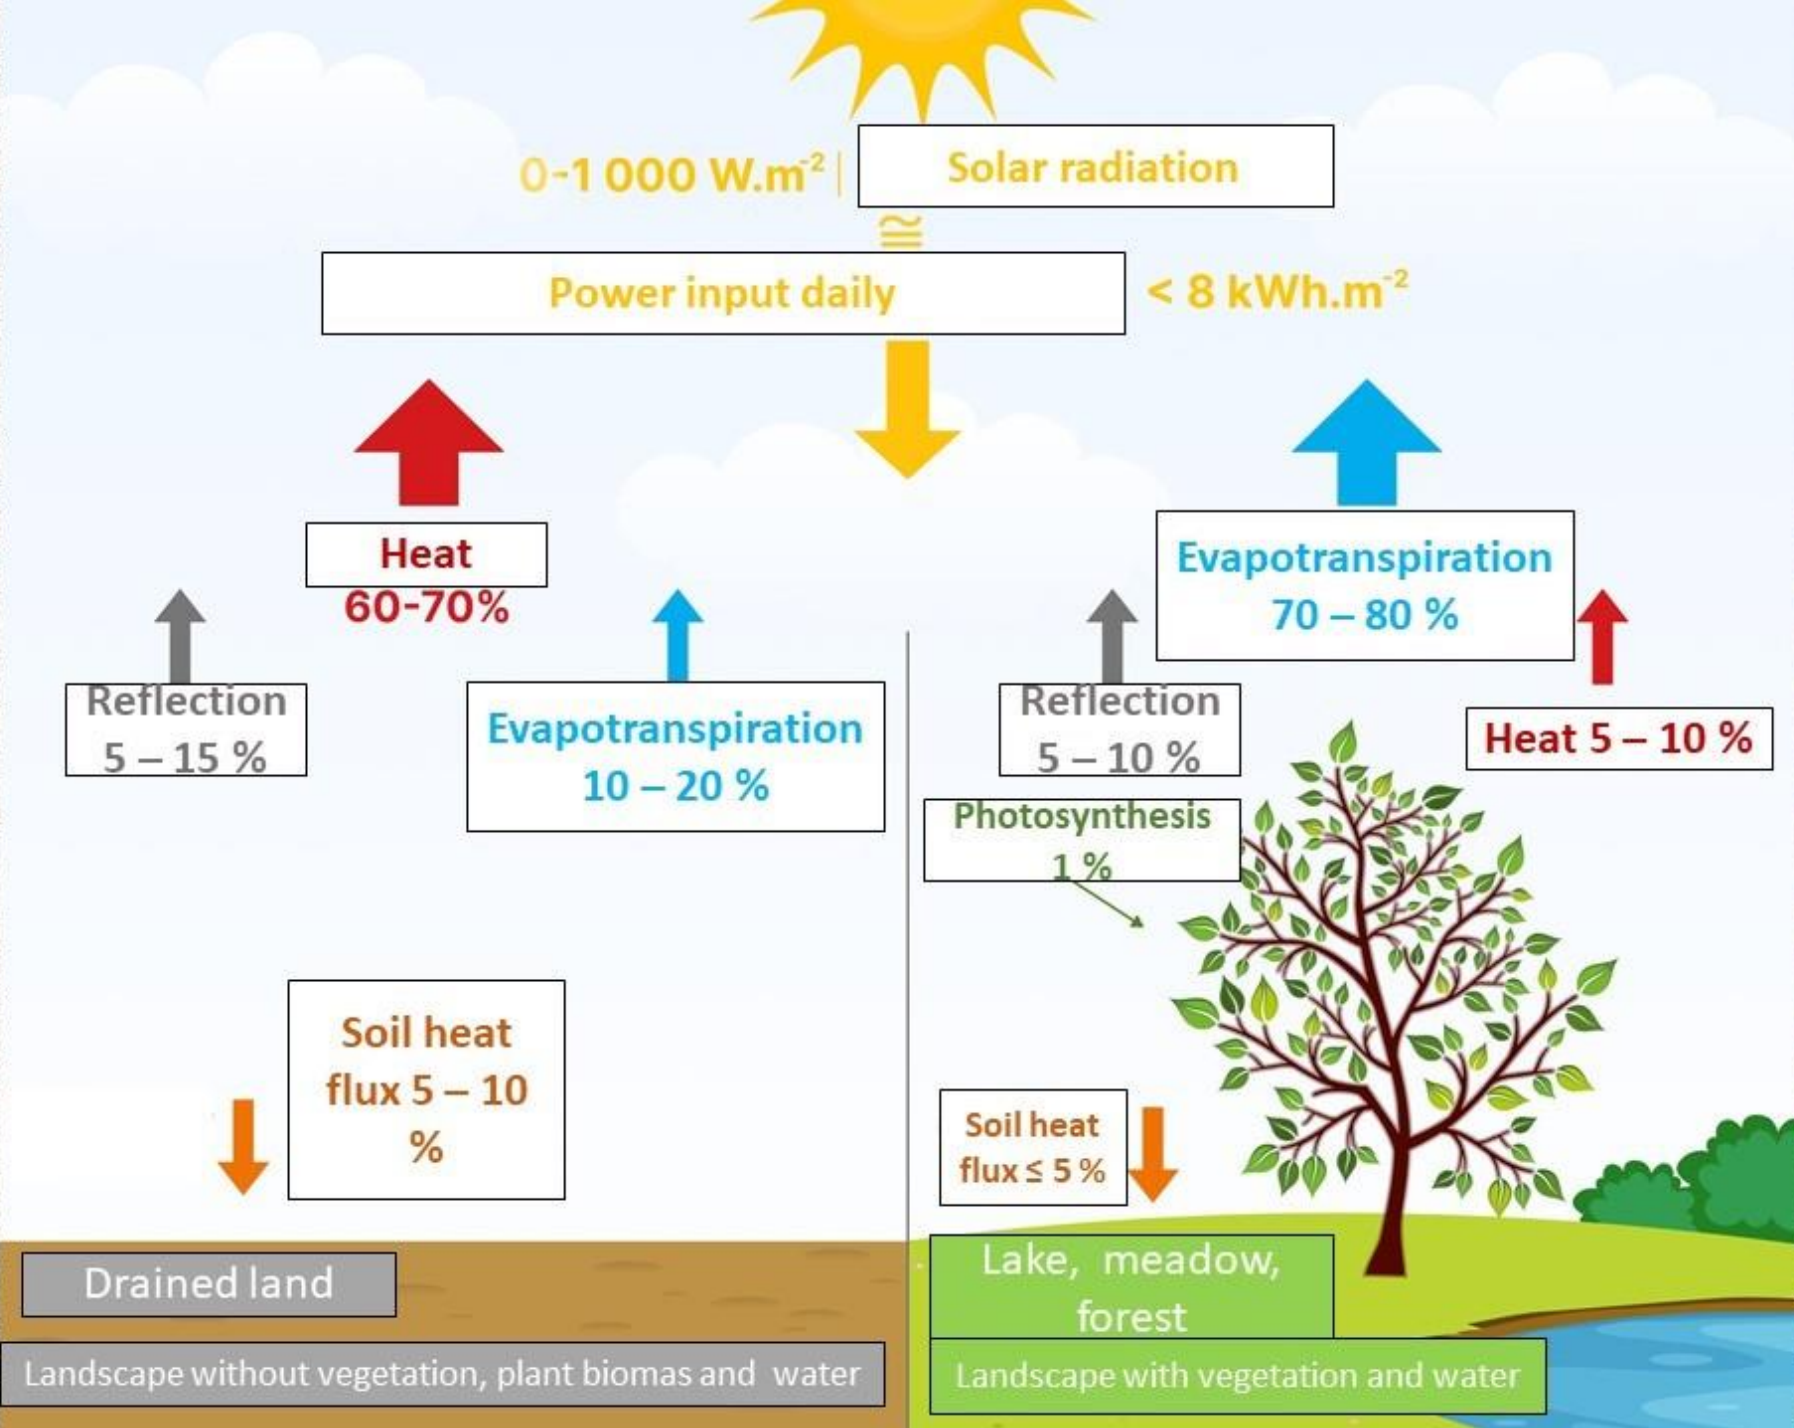 0-1 000 W.m-2 |
Solar radiation
≅
Power input daily
< 8 kWh.m-2
Heat
60-70%
Reflection
5 – 15 %
Evapotranspiration
10 – 20 %
Soil heat
flux 5 – 10
%
Drained land
Landscape without vegetation, plant biomas and water
Evapotranspiration
70 – 80 %
Reflection
5 – 10 %
Heat 5 – 10 %
Photosynthesis
1 %
Soil heat
flux ≤ 5 %
Lake, meadow,
forest
Landscape with vegetation and water